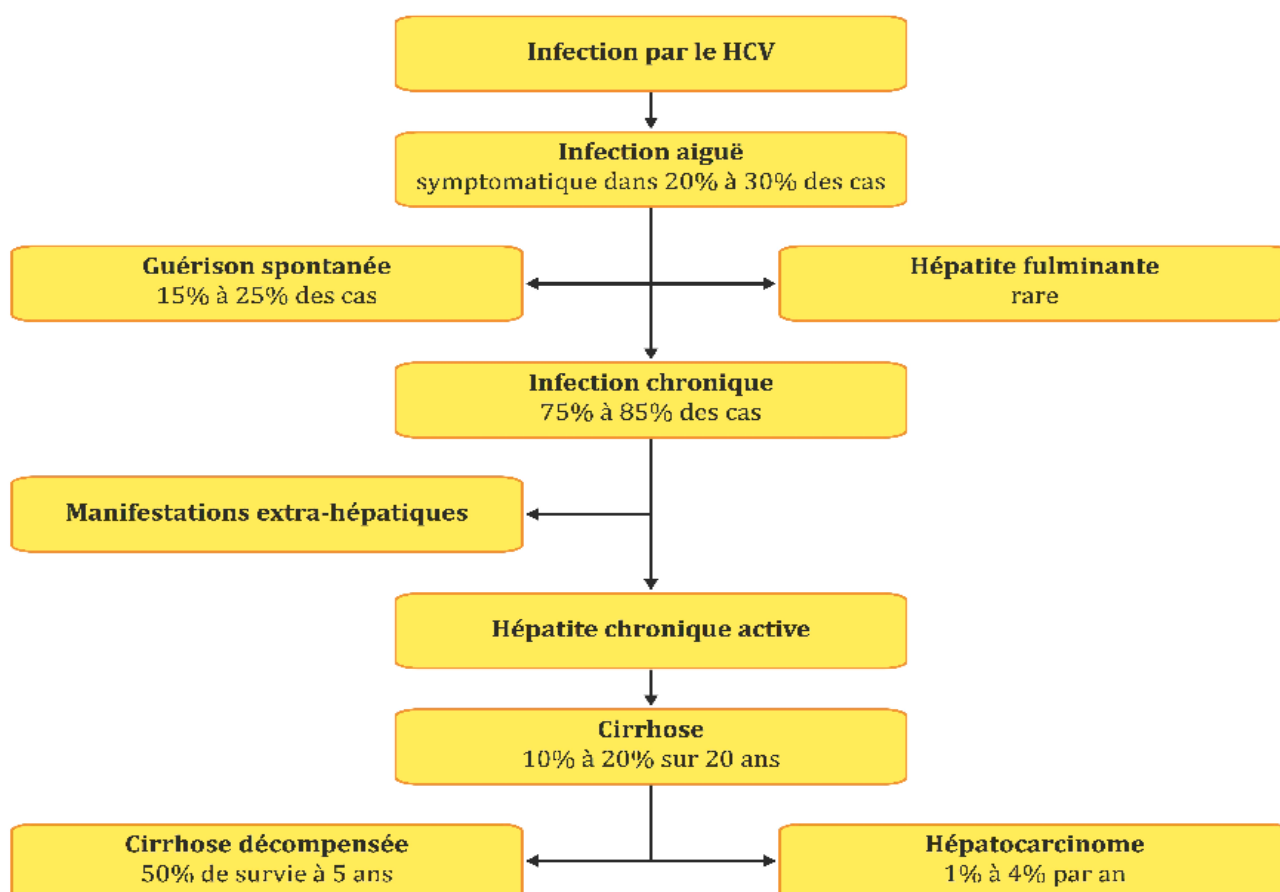 Infection par le HCV
Infection aiguë
symptomatique dans 20% à 30% des cas
Guérison spontanée
15% à 25% des cas
Hépatite fulminante
rare
Infection chronique
75% à 85% des cas
Manifestations extra-hépatiques
Hépatite chronique active
Cirrhose
10% à 20% sur 20 ans
Cirrhose décompensée
50% de survie à 5 ans
Hépatocarcinome
1% à 4% par an